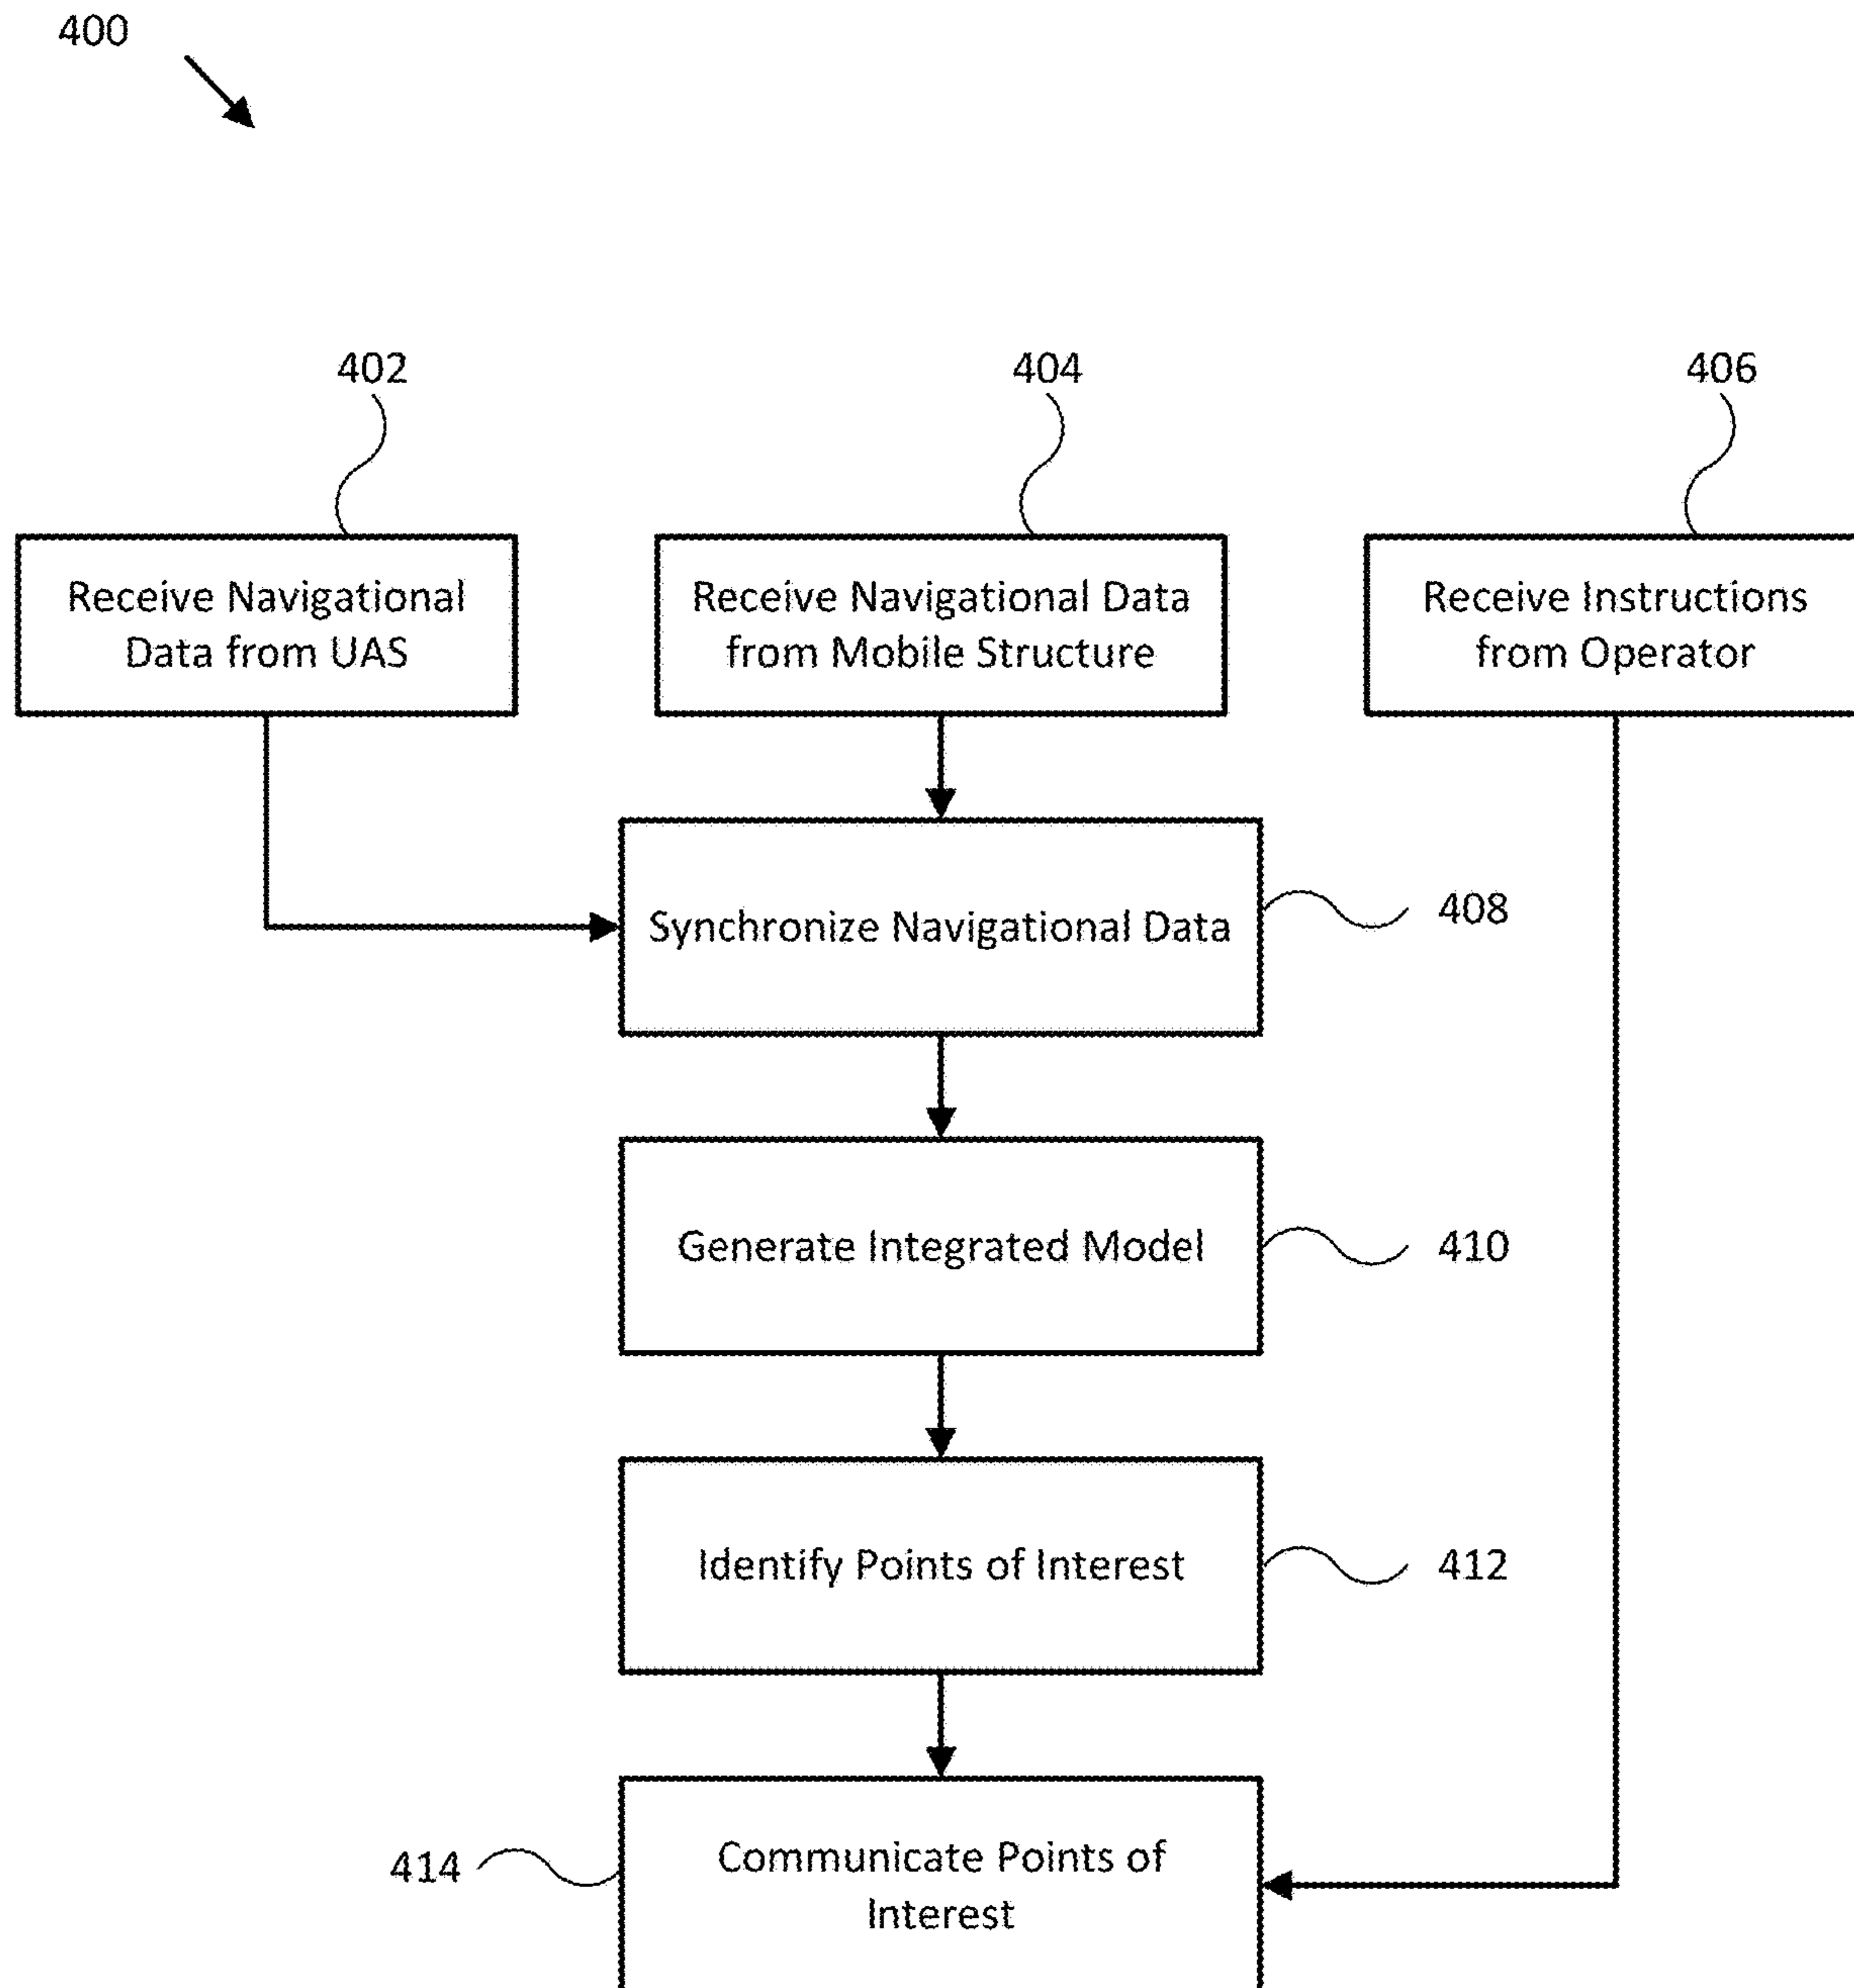 400
402
404
406
Receive Navigational
Data from UAS
Receive Navigational Data
from Mobile Structure
Receive Instructions
from Operator
Synchronize Navigational Data
408
Generate Integrated Model
410
Identify Points of Interest
412
414
Communicate Points of
Interest